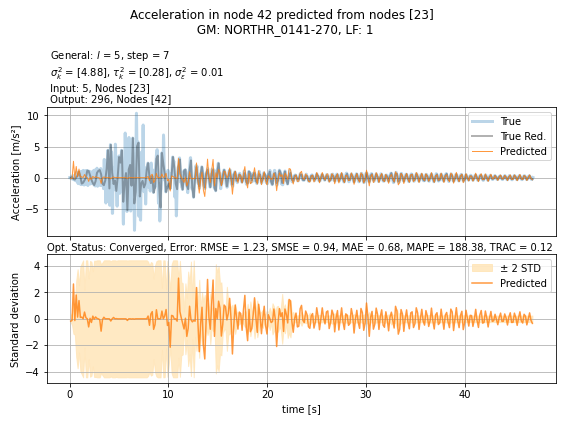 Acceleration in node 42 predicted from nodes [23]
GM: NORTHR_0141-270, LF: 1
General: l = 5, step = 7
σ²ₖ = [4.88], τ²ₖ = [0.28], σ²ε = 0.01
Input: 5, Nodes [23]
Output: 296, Nodes [42]
Acceleration [m/s²]
10
5
0
−5
True
True Red.
Predicted
Opt. Status: Converged, Error: RMSE = 1.23, SMSE = 0.94, MAE = 0.68, MAPE = 188.38, TRAC = 0.12
Standard deviation
4
2
0
−2
−4
± 2 STD
Predicted
0
10
20
30
40
time [s]